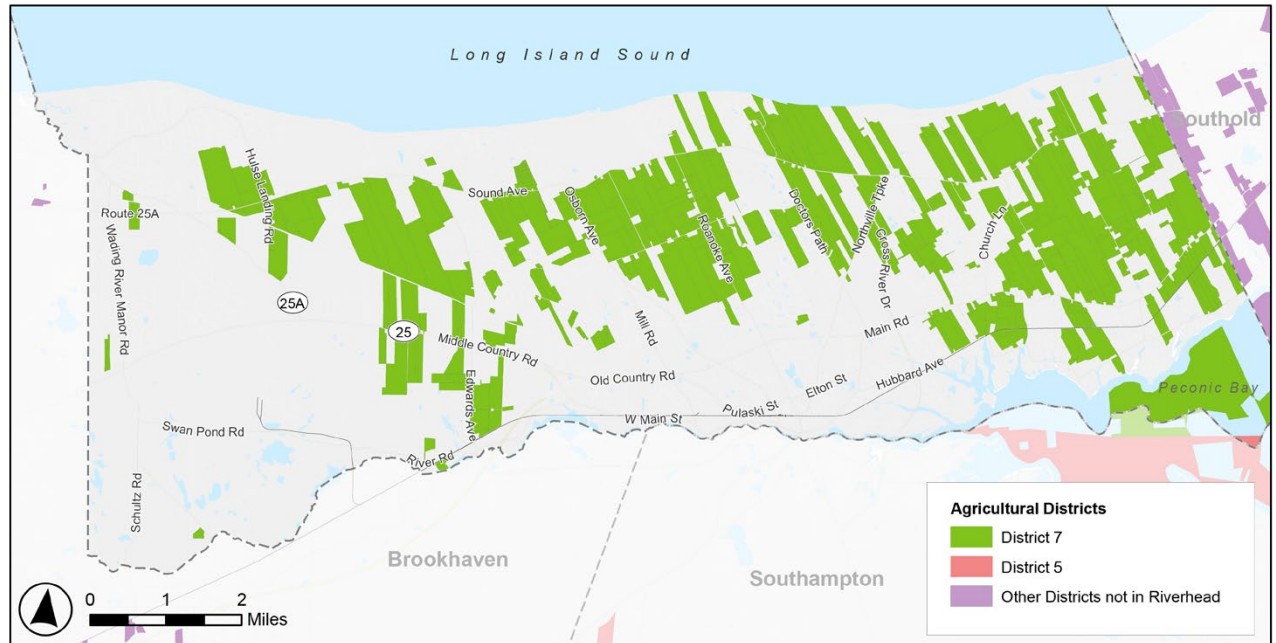 Long Island Sound
Southold
Hulse Landing Rd
Sound Ave
Osborn Ave
Route 25A
Wading River Manor Rd
Roanoke Ave
Doctors Path
Northville Tpke
Cross River Dr
Church Ln
25A
25
Middle Country Rd
Mill Rd
Main Rd
Edwards Ave
Old Country Rd
Elton St
Hubbard Ave
Peconic Bay
Pulaski St
W Main St
Swan Pond Rd
River Rd
Schultz Rd
Brookhaven
Southampton
Agricultural Districts
District 7
District 5
Other Districts not in Riverhead
0 1 2
Miles